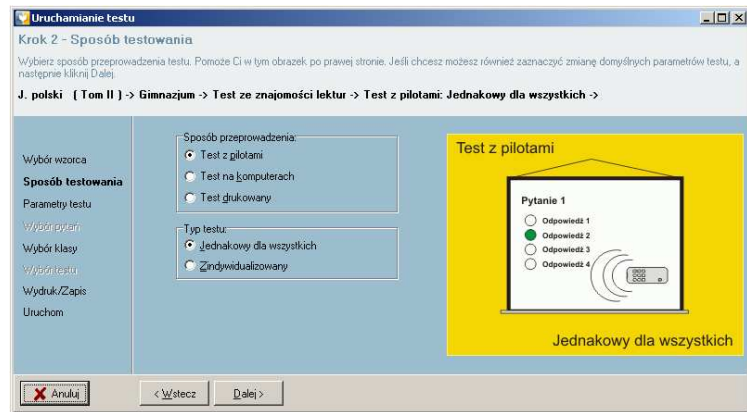 Uruchamianie testu
Krok 2 - Sposób testowania
Wybierz sposób przeprowadzenia testu. Pomoże Ci w tym obrazek po prawej stronie. Jeśli chcesz możesz również zaznaczyć zmianę domyślnych parametrów testu, a
następnie kliknij Dalej.
J. polski ( Tom II ) -> Gimnazjum -> Test ze znajomości lektur -> Test z pilotami: Jednakowy dla wszystkich ->
Wybór wzorca
Sposób testowania
Parametry testu
Wybór pytań
Wybór klasy
Wybór testu
Wydruk/Zapis
Uruchom
Sposób przeprowadzenia:
Test z pilotami
Test na komputerach
Test drukowany
Typ testu:
Jednakowy dla wszystkich
Zindywidualizowany
Test z pilotami
Pytanie 1
Odpowiedź 1
Odpowiedź 2
Odpowiedź 3
Odpowiedź 4
Jednakowy dla wszystkich
Anuluj
< Wstecz
Dalej >